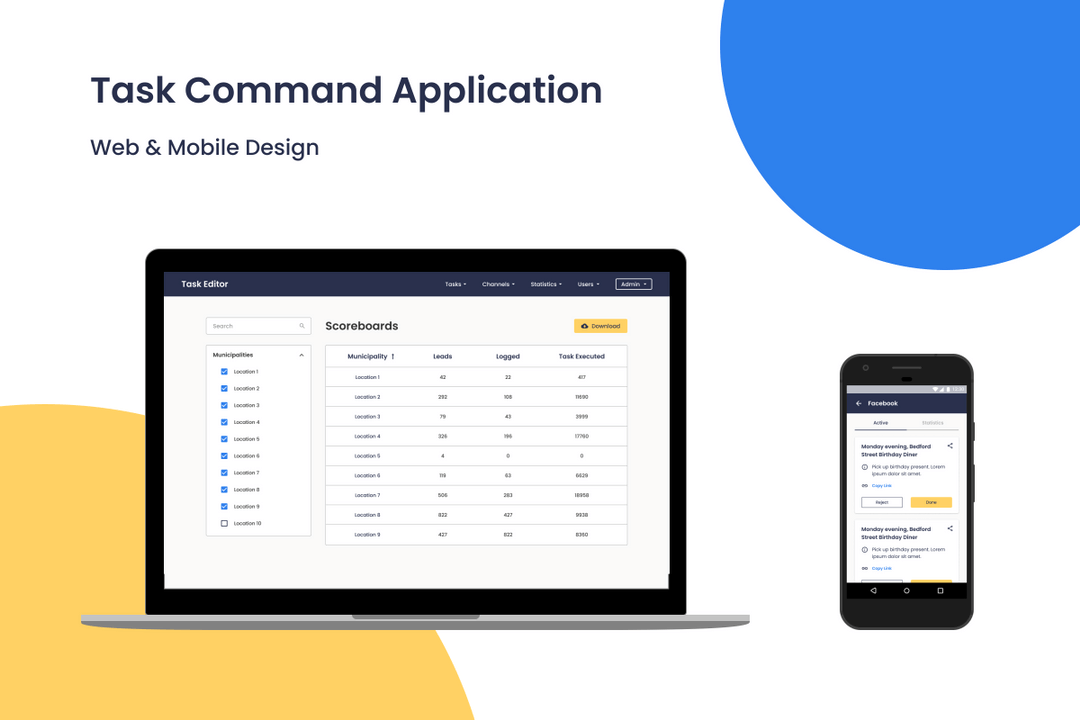 Task Command Application
Web & Mobile Design
Task Editor
Tasks
Channels
Statistics
Users
Admin
Search
Scoreboards
Download
Municipalities
Location 1
Location 2
Location 3
Location 4
Location 5
Location 6
Location 7
Location 8
Location 9
Location 10
Municipality Leads Logged Task Executed
Location 1 42 22 417
Location 2 292 108 11690
Location 3 79 43 3999
Location 4 326 196 17760
Location 5 4 0 0
Location 6 118 63 6629
Location 7 506 283 18958
Location 8 822 427 9938
Location 9 427 822 8360
Facebook
Active Statistics
Monday evening, Bedford
Street Birthday Diner
Pick up birthday present. Lorem
ipsum dolor sit amet.
Copy Link
Reject Done
Monday evening, Bedford
Street Birthday Diner
Pick up birthday present. Lorem
ipsum dolor sit amet.
Copy Link